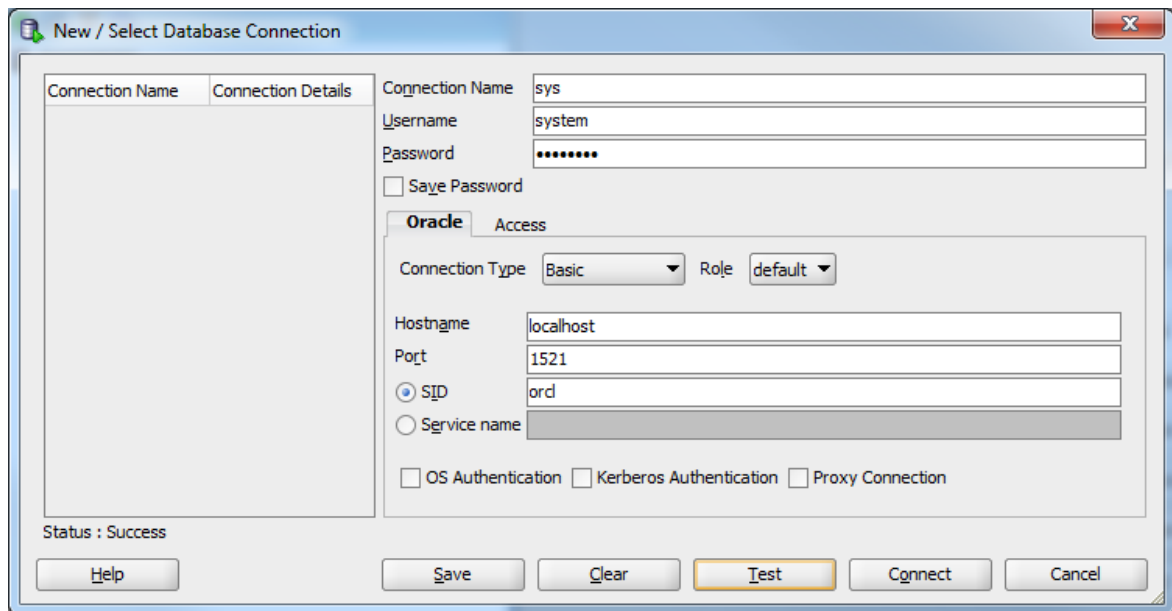 New / Select Database Connection
Connection Name Connection Details
Connection Name sys
Username system
Password ••••••••
Save Password
Oracle Access
Connection Type Basic Role default
Hostname localhost
Port 1521
SID orcl
Service name
OS Authentication Kerberos Authentication Proxy Connection
Status : Success
Help Save Clear Test Connect Cancel